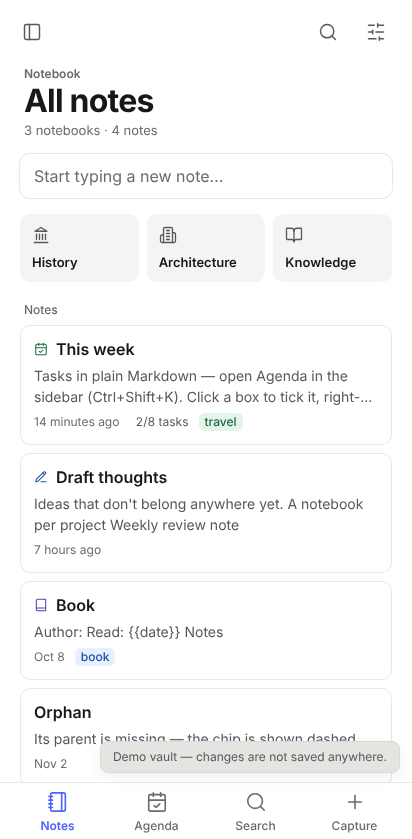 Notebook
All notes
3 notebooks · 4 notes
Start typing a new note...
History
Architecture
Knowledge
Notes
This week
Tasks in plain Markdown — open Agenda in the
sidebar (Ctrl+Shift+K). Click a box to tick it, right-...
14 minutes ago 2/8 tasks travel
Draft thoughts
Ideas that don't belong anywhere yet. A notebook
per project Weekly review note
7 hours ago
Book
Author: Read: {{date}} Notes
Oct 8 book
Orphan
Its parent is missing — the chip is shown dashed
Nov 2
Demo vault — changes are not saved anywhere.
Notes
Agenda
Search
Capture